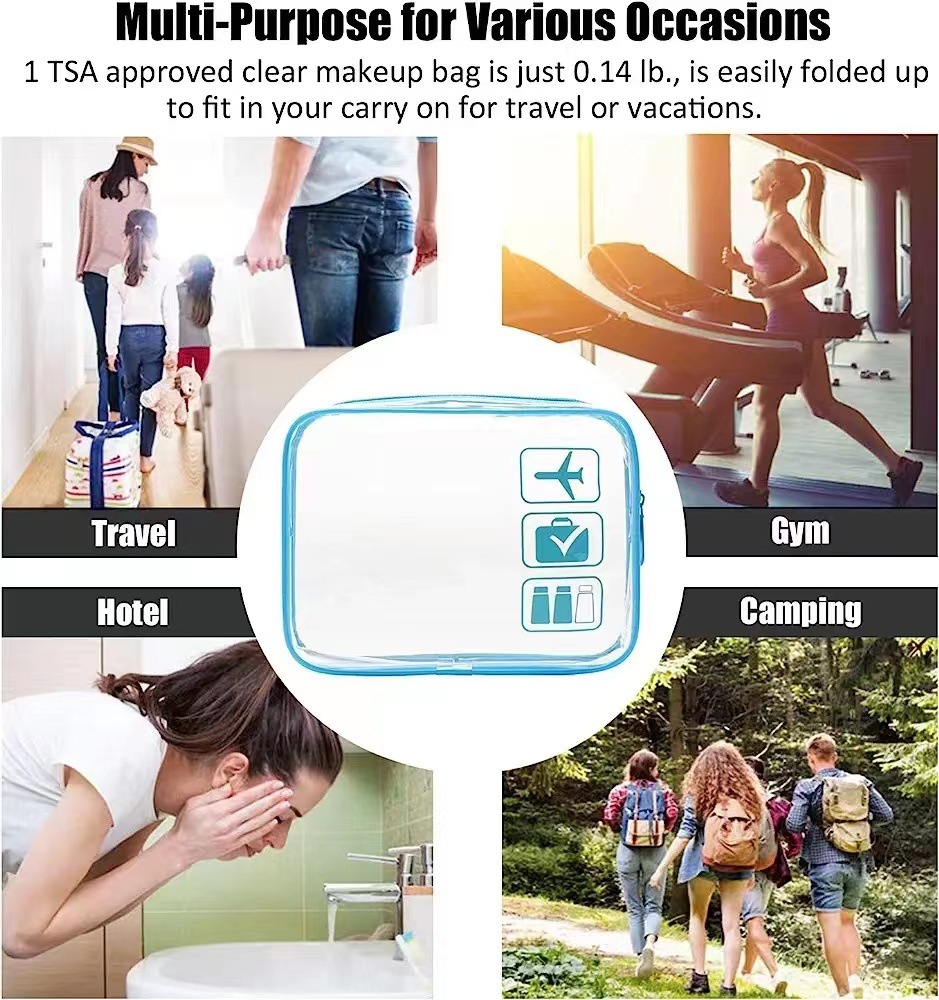 Multi-Purpose for Various Occasions
1 TSA approved clear makeup bag is just 0.14 lb., is easily folded up
to fit in your carry on for travel or vacations.
Travel
Gym
Hotel
Camping